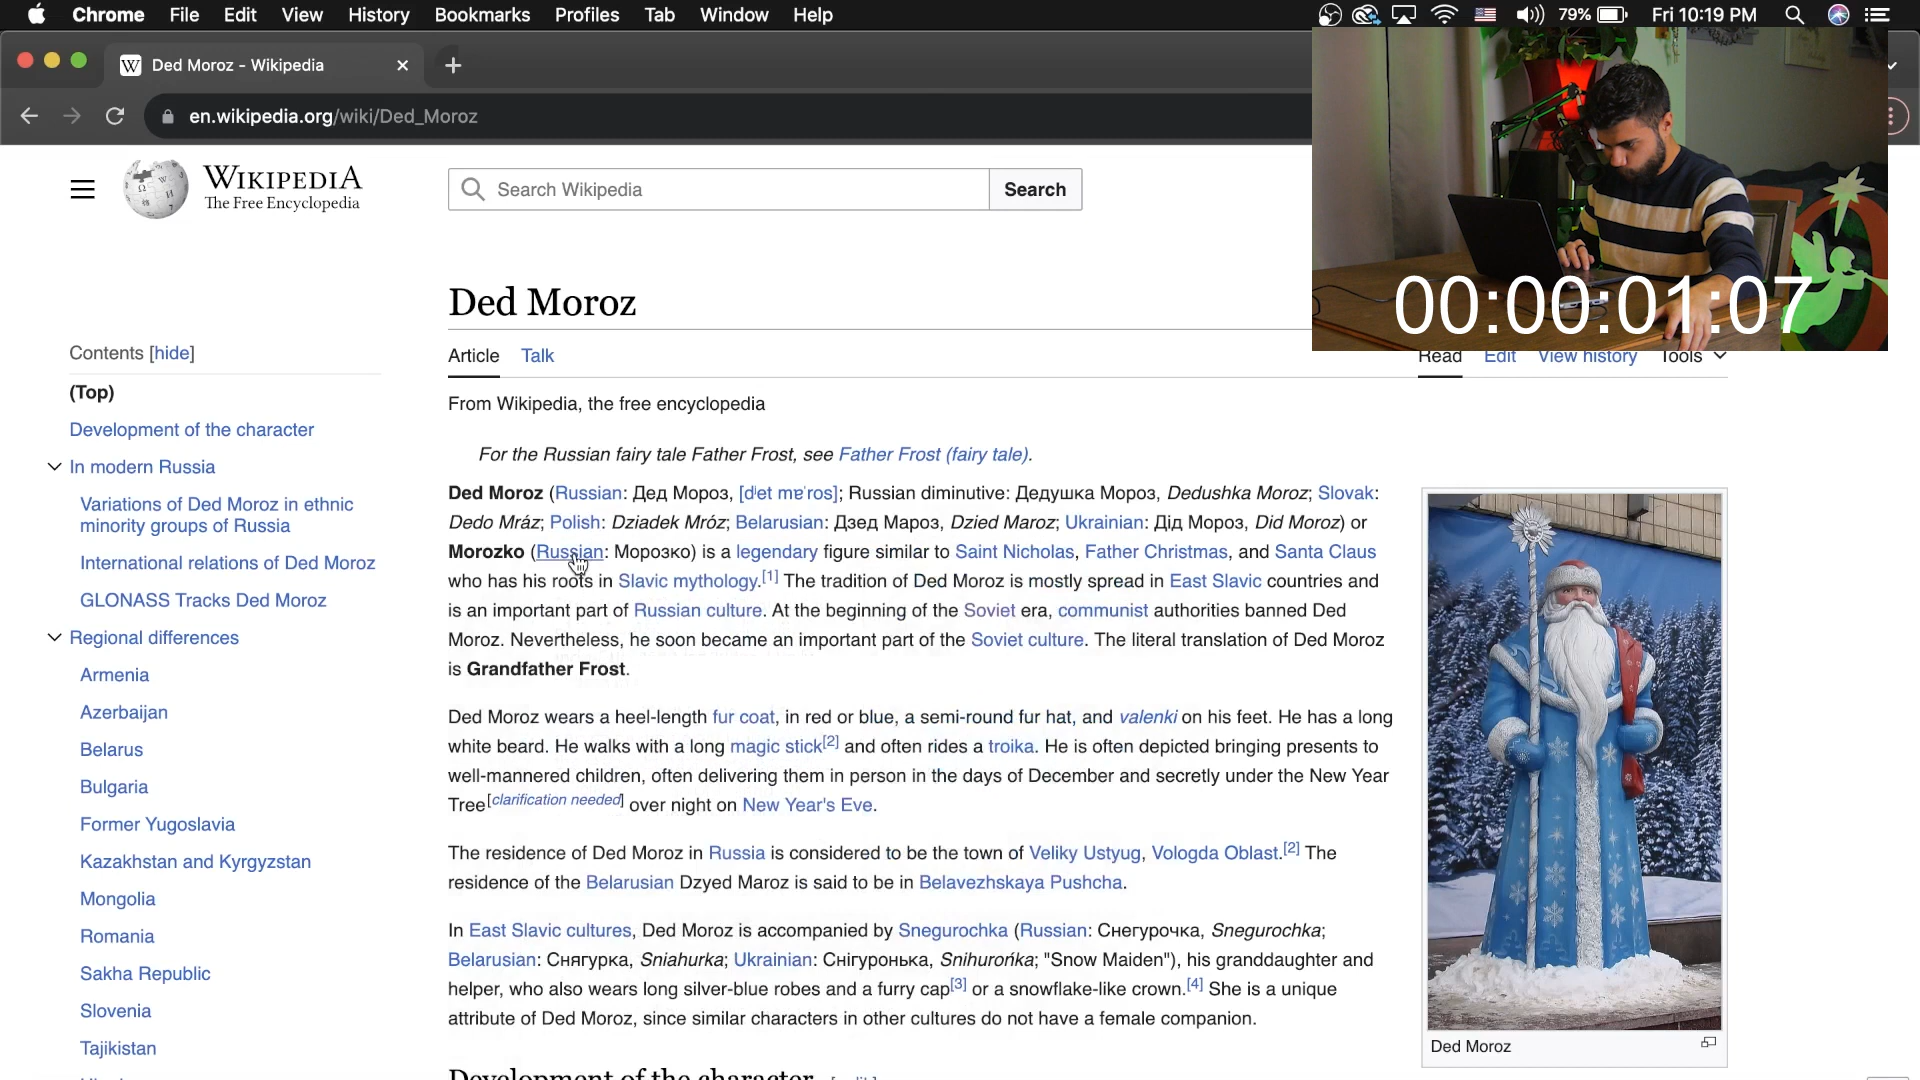 Chrome File Edit View History Bookmarks Profiles Tab Window Help 79% Fri 10:19 PM
W Ded Moroz - Wikipedia
en.wikipedia.org/wiki/Ded_Moroz
WIKIPEDIA
The Free Encyclopedia
Search Wikipedia
Search
00:00:01:07
Ded Moroz
Contents [hide]
(Top)
Development of the character
In modern Russia
Variations of Ded Moroz in ethnic
minority groups of Russia
International relations of Ded Moroz
GLONASS Tracks Ded Moroz
Regional differences
Armenia
Azerbaijan
Belarus
Bulgaria
Former Yugoslavia
Kazakhstan and Kyrgyzstan
Mongolia
Romania
Sakha Republic
Slovenia
Tajikistan
Article Talk
Read Edit View history Tools
From Wikipedia, the free encyclopedia
For the Russian fairy tale Father Frost, see Father Frost (fairy tale).
Ded Moroz (Russian: Дед Мороз, [dʲet mɐˈros]; Russian diminutive: Дедушка Мороз, Dedushka Moroz; Slovak:
Dedo Mráz; Polish: Dziadek Mróz; Belarusian: Дзед Мароз, Dzied Maroz; Ukrainian: Дід Мороз, Did Moroz) or
Morozko (Russian: Морозко) is a legendary figure similar to Saint Nicholas, Father Christmas, and Santa Claus
who has his roots in Slavic mythology.[1] The tradition of Ded Moroz is mostly spread in East Slavic countries and
is an important part of Russian culture. At the beginning of the Soviet era, communist authorities banned Ded
Moroz. Nevertheless, he soon became an important part of the Soviet culture. The literal translation of Ded Moroz
is Grandfather Frost.
Ded Moroz wears a heel-length fur coat, in red or blue, a semi-round fur hat, and valenki on his feet. He has a long
white beard. He walks with a long magic stick[2] and often rides a troika. He is often depicted bringing presents to
well-mannered children, often delivering them in person in the days of December and secretly under the New Year
Tree[clarification needed] over night on New Year's Eve.
The residence of Ded Moroz in Russia is considered to be the town of Veliky Ustyug, Vologda Oblast.[2] The
residence of the Belarusian Dzyed Maroz is said to be in Belavezhskaya Pushcha.
In East Slavic cultures, Ded Moroz is accompanied by Snegurochka (Russian: Снегурочка, Snegurochka;
Belarusian: Снягурка, Sniahurka; Ukrainian: Снігуронька, Snihurońka; "Snow Maiden"), his granddaughter and
helper, who also wears long silver-blue robes and a furry cap[3] or a snowflake-like crown.[4] She is a unique
attribute of Ded Moroz, since similar characters in other cultures do not have a female companion.
Development of the character
Ded Moroz